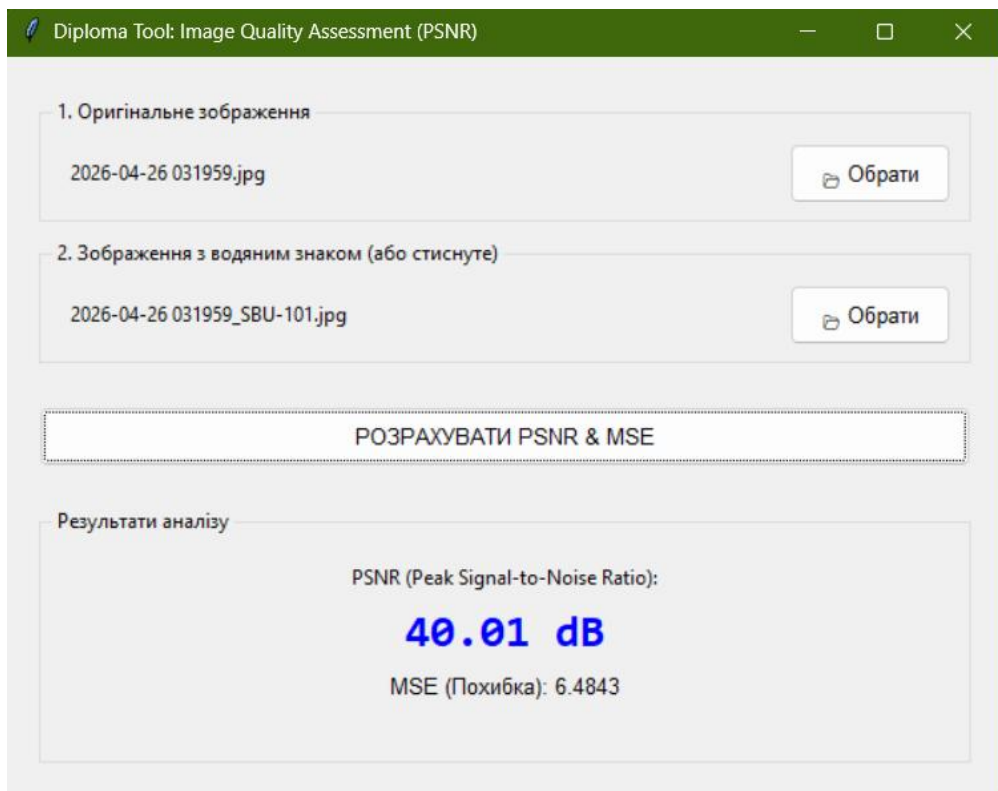 Diploma Tool: Image Quality Assessment (PSNR)
1. Оригінальне зображення
2026-04-26 031959.jpg
Обрати
2. Зображення з водяним знаком (або стиснуте)
2026-04-26 031959_SBU-101.jpg
Обрати
РОЗРАХУВАТИ PSNR & MSE
Результати аналізу
PSNR (Peak Signal-to-Noise Ratio):
40.01 dB
MSE (Похибка): 6.4843